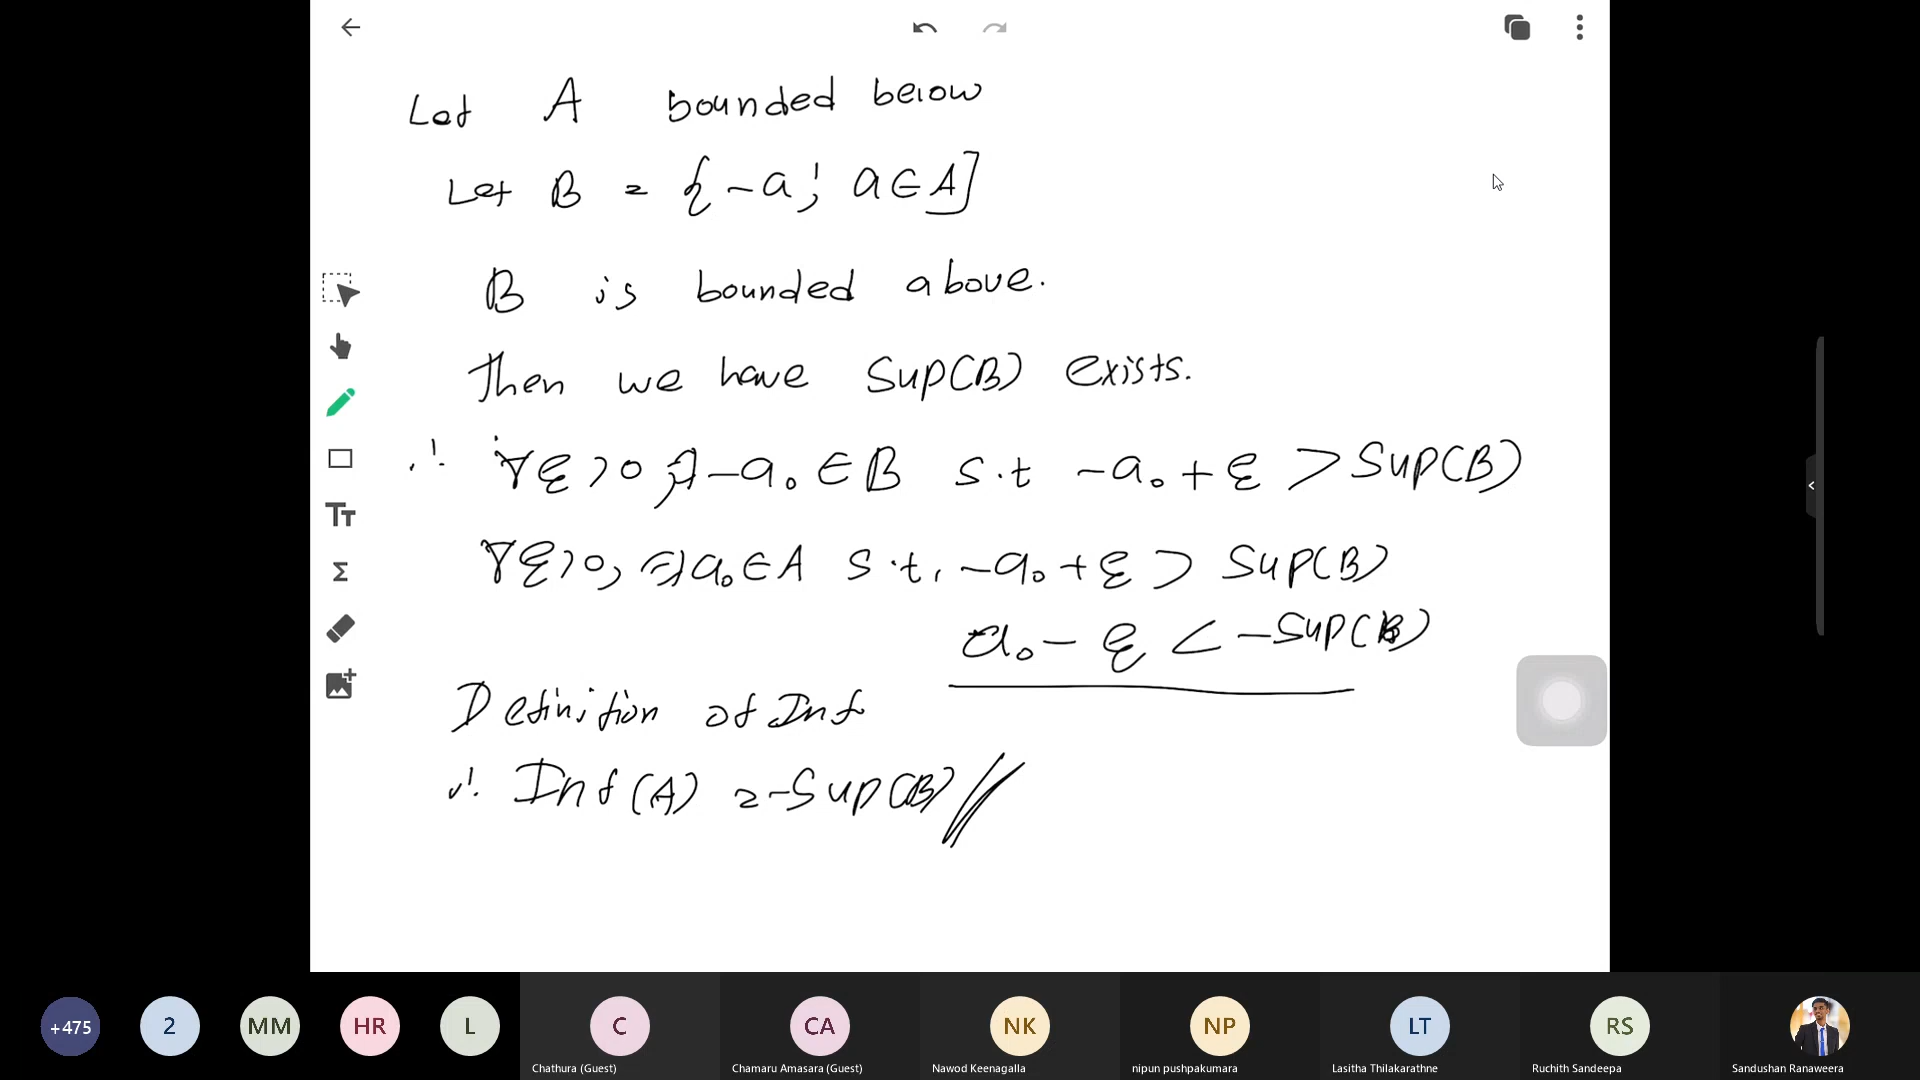 Let A bounded below
Let B = {-a ; a ∈ A}
B is bounded above.
Then we have Sup(B) exists.
∴ ∀ε>0, ∃ -a₀ ∈ B s.t -a₀ + ε > Sup(B)
∀ε>0, ∃ a₀ ∈ A s.t. -a₀ + ε > Sup(B)
a₀ - ε < -Sup(B)
Definition of Inf
∴ Inf(A) = -Sup(B)//
TT
Σ
+475
2
MM
HR
L
C
CA
NK
NP
LT
RS
Chathura (Guest)
Chamaru Amasara (Guest)
Nawod Keenagalla
nipun pushpakumara
Lasitha Thilakarathne
Ruchith Sandeepa
Sandushan Ranaweera